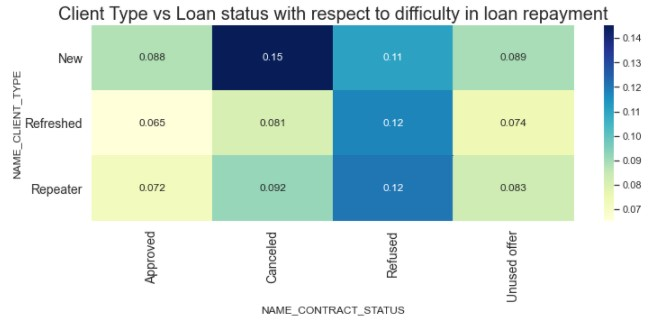 Client Type vs Loan status with respect to difficulty in loan repayment
NAME_CLIENT_TYPE
New 0.088 0.15 0.11 0.089
Refreshed 0.065 0.081 0.12 0.074
Repeater 0.072 0.092 0.12 0.083
Approved Canceled Refused Unused offer
NAME_CONTRACT_STATUS
0.14
0.13
0.12
0.11
0.10
0.09
0.08
0.07